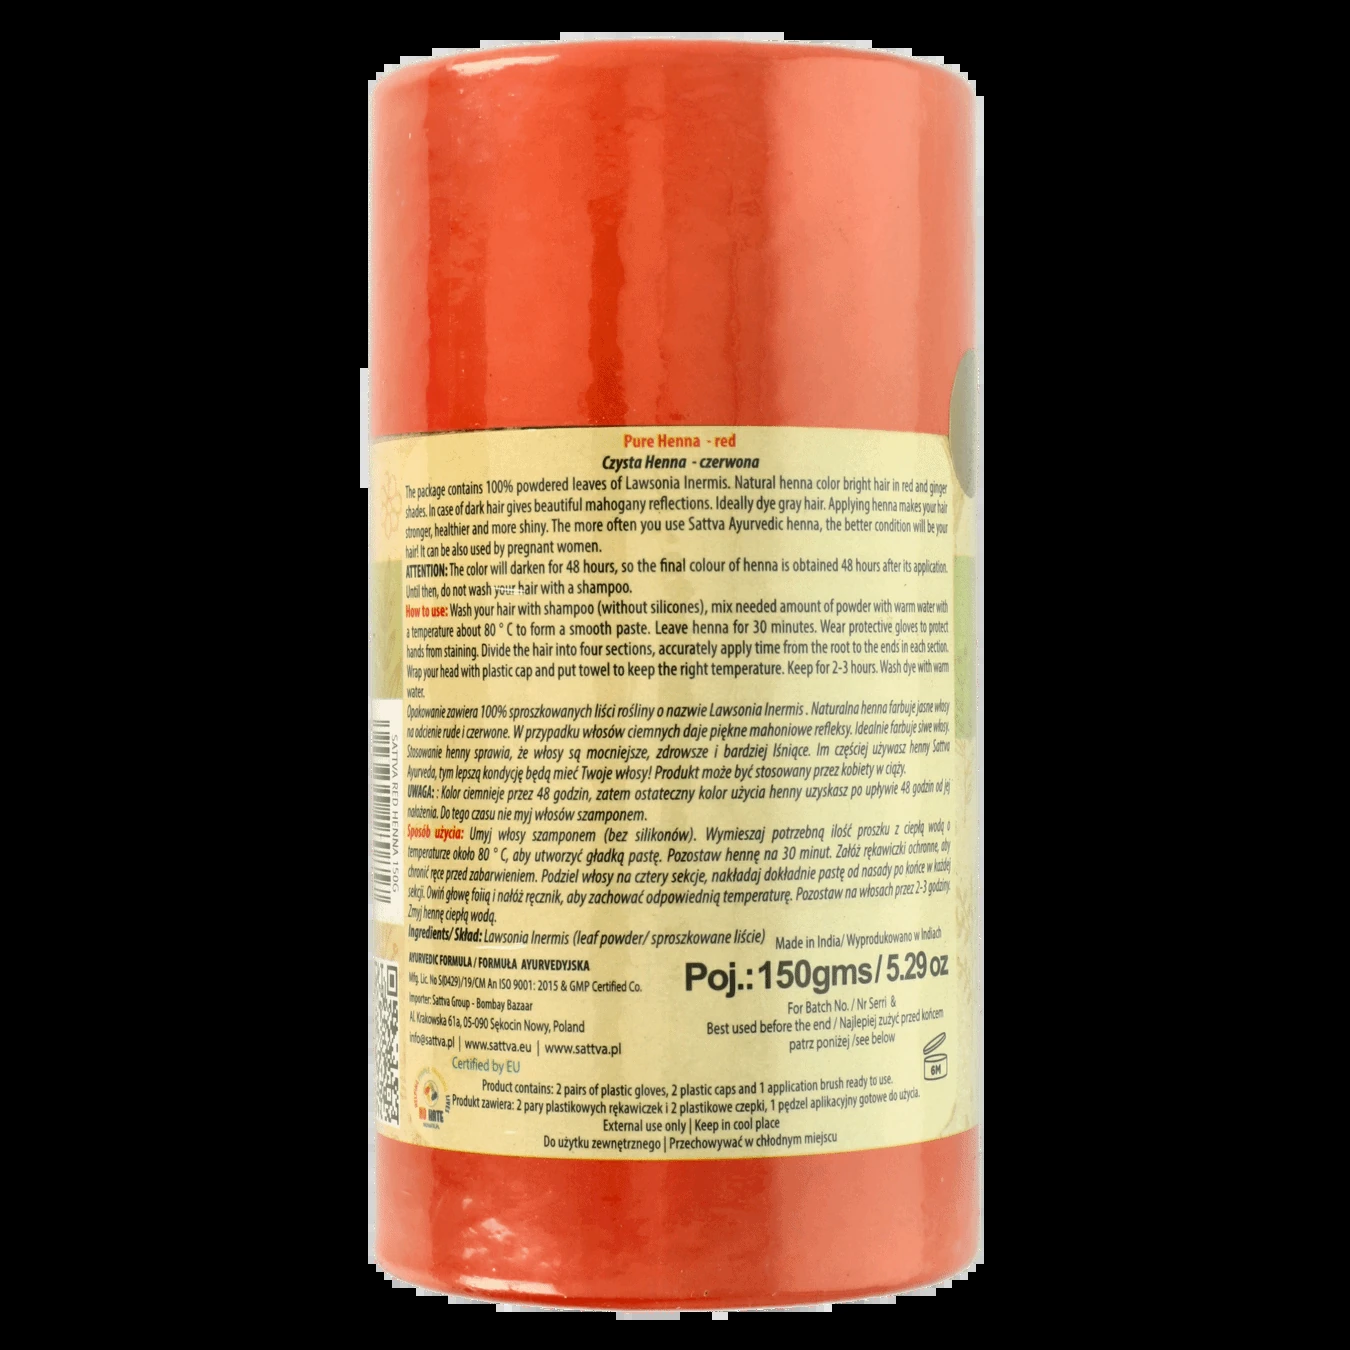 Pure Henna - red
Czysta Henna - czerwona
The package contains 100% powdered leaves of Lawsonia Inermis. Natural henna color bright hair in red and ginger
shades. In case of dark hair gives beautiful mahogany reflections. Ideally dye gray hair. Applying henna makes your hair
stronger, healthier and more shiny. The more often you use Sattva Ayurvedic henna, the better condition will be your
hair! It can be also used by pregnant women.
ATTENTION: The color will darken for 48 hours, so the final colour of henna is obtained 48 hours after its application.
Until then, do not wash your hair with a shampoo.
How to use: Wash your hair with shampoo (without silicones), mix needed amount of powder with warm water with
a temperature about 80 ° C to form a smooth paste. Leave henna for 30 minutes. Wear protective gloves to protect
hands from staining. Divide the hair into four sections, accurately apply time from the root to the ends in each section.
Wrap your head with plastic cap and put towel to keep the right temperature. Keep for 2-3 hours. Wash dye with warm
water.
Opakowanie zawiera 100% sproszkowanych liści rośliny o nazwie Lawsonia Inermis . Naturalna henna farbuje jasne włosy
na odcienie rude i czerwone. W przypadku włosów ciemnych daje piękne mahoniowe refleksy. Idealnie farbuje siwe włosy.
Stosowanie henny sprawia, że włosy są mocniejsze, zdrowsze i bardziej lśniące. Im częściej używasz henny Sattva
Ayurveda, tym lepszą kondycję będą mieć Twoje włosy! Produkt może być stosowany przez kobiety w ciąży.
UWAGA: : Kolor ciemnieje przez 48 godzin, zatem ostateczny kolor użycia henny uzyskasz po upływie 48 godzin od jej
nałożenia. Do tego czasu nie myj włosów szamponem.
Sposób użycia: Umyj włosy szamponem (bez silikonów). Wymieszaj potrzebną ilość proszku z ciepłą wodą o
temperaturze około 80 ° C, aby utworzyć gładką pastę. Pozostaw hennę na 30 minut. Załóż rękawiczki ochronne, aby
chronić ręce przed zabarwieniem. Podziel włosy na cztery sekcje, nakładaj dokładnie pastę od nasady po końce w każdej
sekcji. Owiń głowę folią i nałóż ręcznik, aby zachować odpowiednią temperaturę. Pozostaw na włosach przez 2-3 godziny.
Zmyj hennę ciepłą wodą.
Ingredients/ Skład: Lawsonia Inermis (leaf powder/ sproszkowane liście)
Made in India/ Wyprodukowano w Indiach
AYURVEDIC FORMULA / FORMUŁA AYURVEDYJSKA
Mfg. Lic. No S(0429)/19/CM An ISO 9001: 2015 & GMP Certified Co.
Importer: Sattva Group - Bombay Bazaar
Al. Krakowska 61a, 05-090 Sękocin Nowy, Poland
info@sattva.pl | www.sattva.eu | www.sattva.pl
Certified by EU
Poj.: 150gms / 5.29 oz
For Batch No. / Nr Serri &
Best used before the end / Najlepiej zużyć przed końcem
patrz poniżej /see below
6M
Product contains: 2 pairs of plastic gloves, 2 plastic caps and 1 application brush ready to use.
Produkt zawiera: 2 pary plastikowych rękawiczek i 2 plastikowe czepki, 1 pędzel aplikacyjny gotowe do użycia.
External use only | Keep in cool place
Do użytku zewnętrznego | Przechowywać w chłodnym miejscu
NO HATE
SATTVA RED HENNA 150G